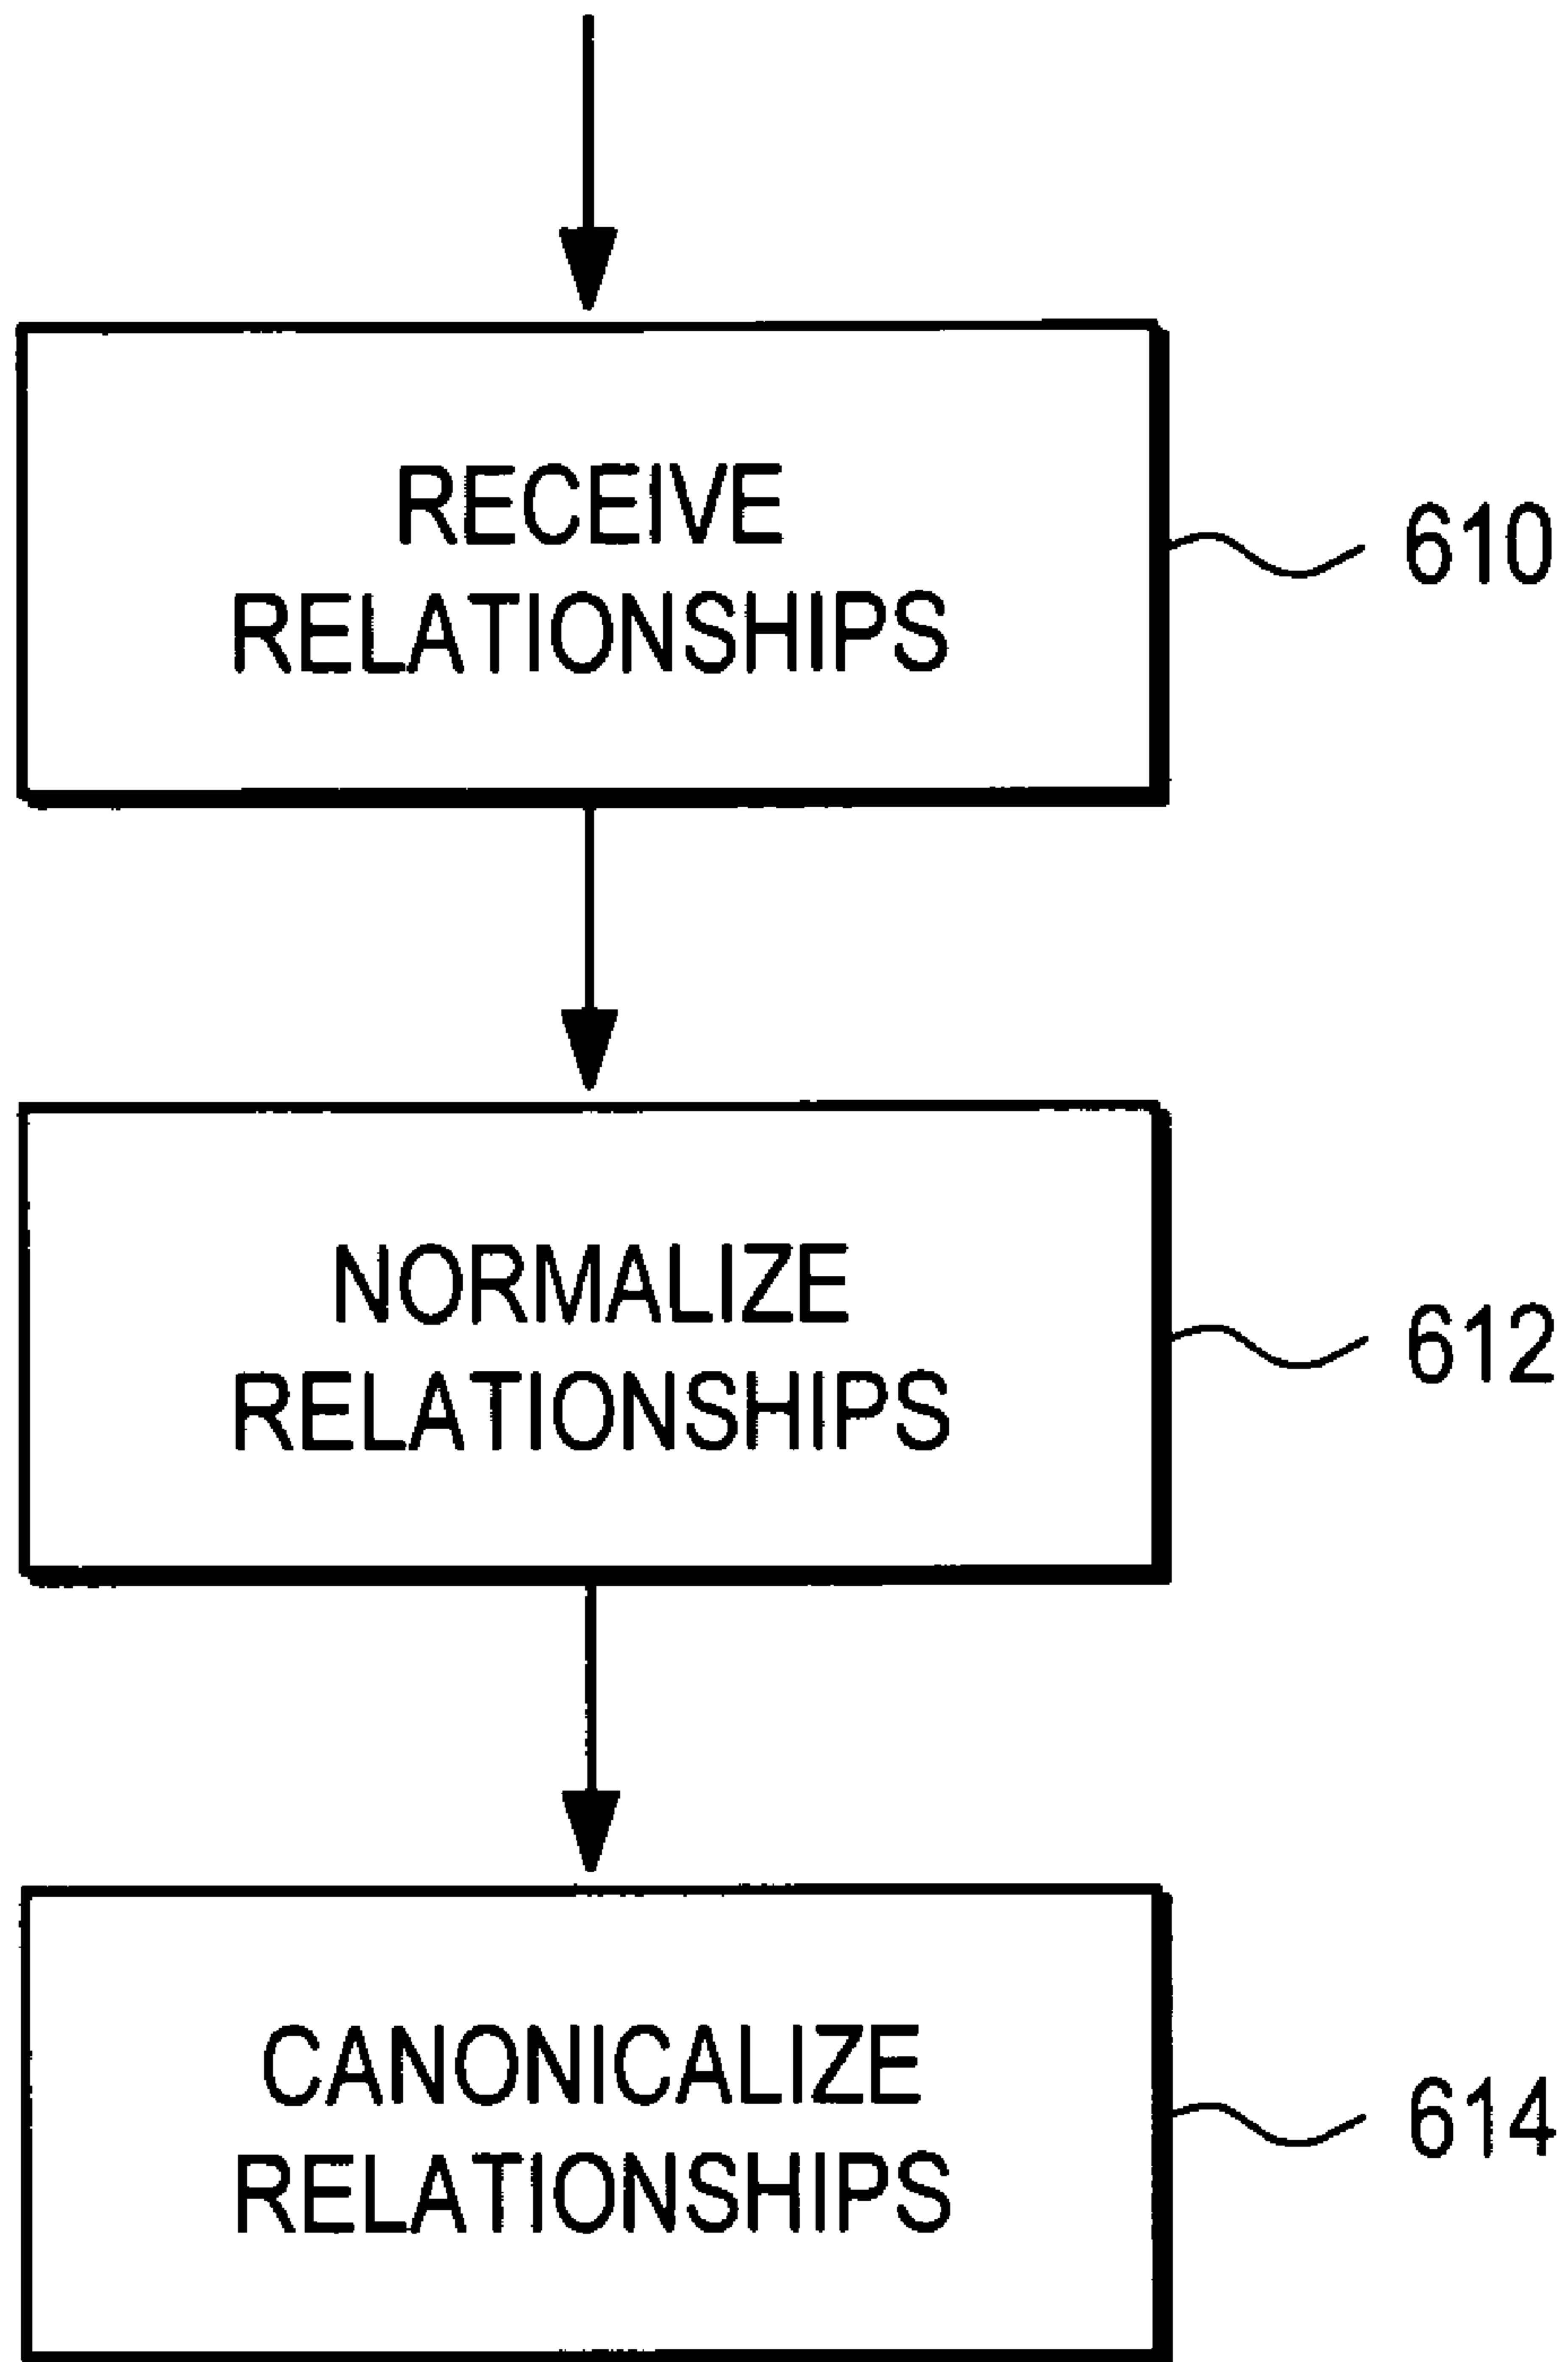 RECEIVE
RELATIONSHIPS
610
NORMALIZE
RELATIONSHIPS
612
CANONICALIZE
RELATIONSHIPS
614